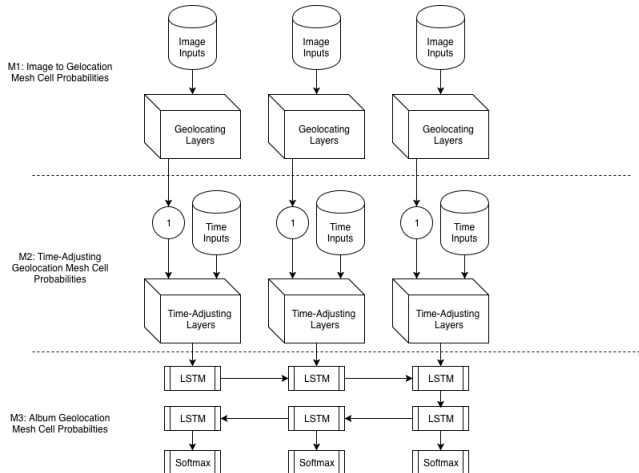 Image
Inputs
Image
Inputs
Image
Inputs
M1: Image to Gelocation
Mesh Cell Probabilities
Geolocating
Layers
Geolocating
Layers
Geolocating
Layers
1
Time
Inputs
1
Time
Inputs
1
Time
Inputs
M2: Time-Adjusting
Geolocation Mesh Cell
Probabilities
Time-Adjusting
Layers
Time-Adjusting
Layers
Time-Adjusting
Layers
LSTM
LSTM
LSTM
M3: Album Geolocation
Mesh Cell Probabilties
LSTM
LSTM
LSTM
Softmax
Softmax
Softmax